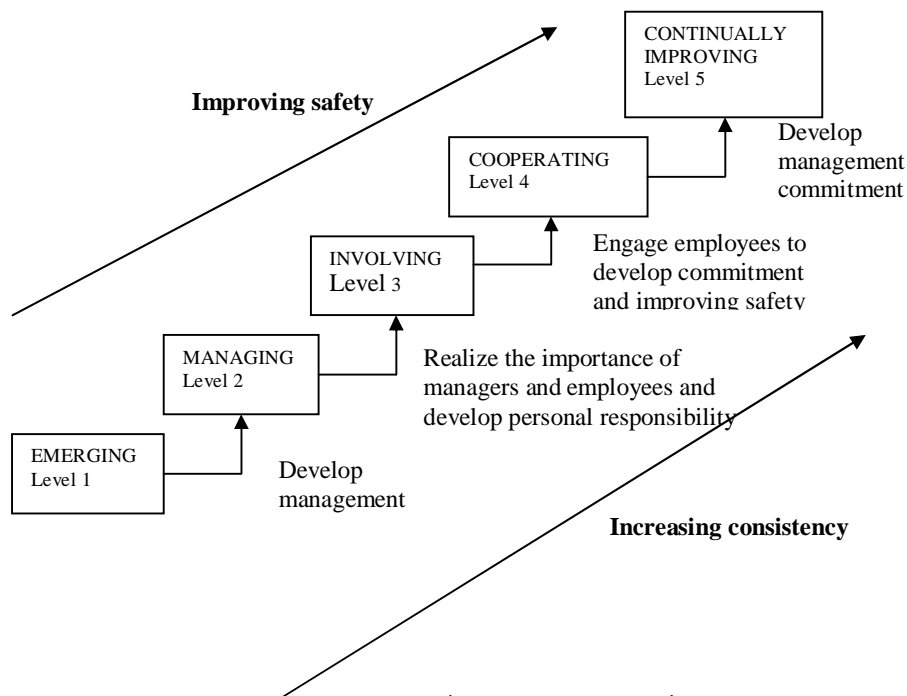 CONTINUALLY
IMPROVING
Level 5
Improving safety
Develop
management
commitment
COOPERATING
Level 4
Engage employees to
develop commitment
and improving safety
INVOLVING
Level 3
Realize the importance of
managers and employees and
develop personal responsibility
MANAGING
Level 2
EMERGING
Level 1
Develop
management
Increasing consistency